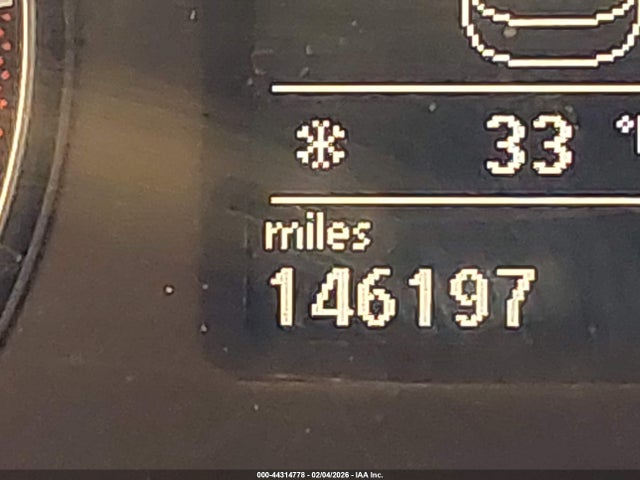 33 °
miles
146197
000-44314778 - 02/04/2026 - IAA Inc.